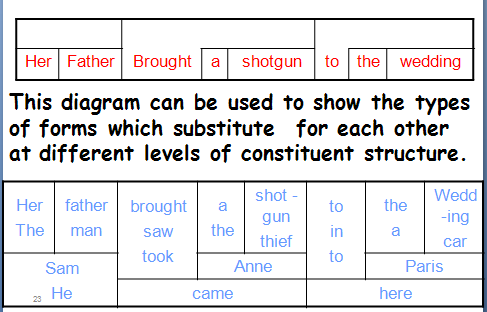 Her Father Brought a shotgun to the wedding
This diagram can be used to show the types
of forms which substitute for each other
at different levels of constituent structure.
Her father brought a shot - to the Wedd
The man saw the gun in a -ing
took thief to car
Sam Anne Paris
23 He came here